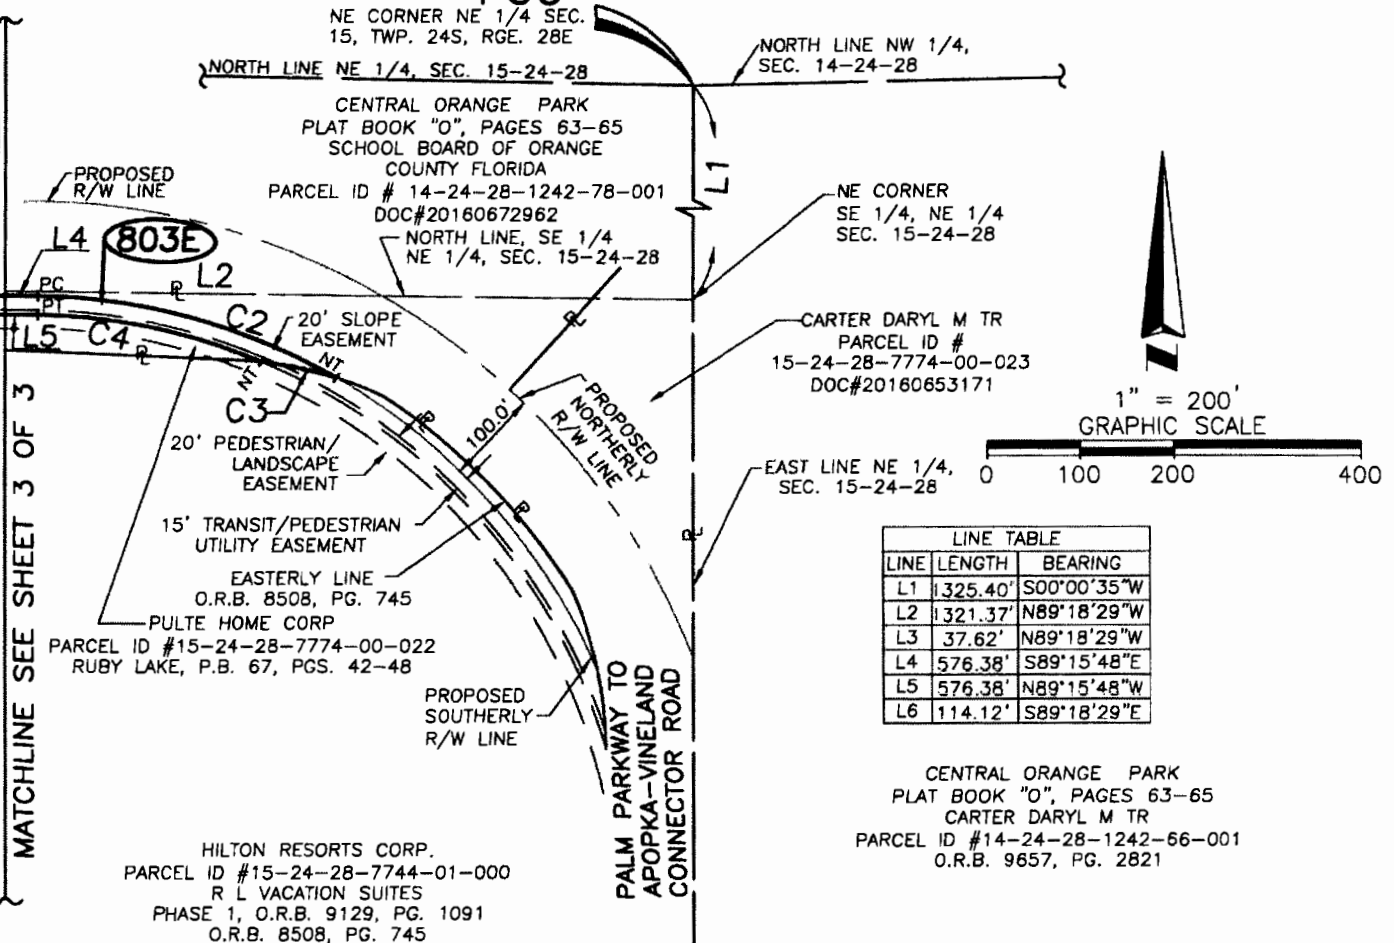 NE CORNER NE 1/4 SEC.
15, TWP. 24S, RGE. 28E
NORTH LINE NE 1/4, SEC. 15-24-28
NORTH LINE NW 1/4,
SEC. 14-24-28
CENTRAL ORANGE PARK
PLAT BOOK "O", PAGES 63-65
SCHOOL BOARD OF ORANGE
COUNTY FLORIDA
PARCEL ID # 14-24-28-1242-78-001
DOC#20160672962
L1
PROPOSED
R/W LINE
NE CORNER
SE 1/4, NE 1/4
SEC. 15-24-28
L4
803E
L2
NORTH LINE, SE 1/4
NE 1/4, SEC. 15-24-28
PC
PT
L5
C4
C2
20' SLOPE
EASEMENT
NT
NT
C3
CARTER DARYL M TR
PARCEL ID #
15-24-28-7774-00-023
DOC#20160653171
1" = 200'
GRAPHIC SCALE
0 100 200 400
100.0'
PROPOSED
NORTHERLY
R/W LINE
20' PEDESTRIAN/
LANDSCAPE
EASEMENT
EAST LINE NE 1/4,
SEC. 15-24-28
15' TRANSIT/PEDESTRIAN
UTILITY EASEMENT
EASTERLY LINE
O.R.B. 8508, PG. 745
PULTE HOME CORP
PARCEL ID #15-24-28-7774-00-022
RUBY LAKE, P.B. 67, PGS. 42-48
PROPOSED
SOUTHERLY
R/W LINE
MATCHLINE SEE SHEET 3 OF 3
PALM PARKWAY TO
APOPKA-VINELAND
CONNECTOR ROAD
LINE TABLE
LINE LENGTH BEARING
L1 1325.40' S00°00'35"W
L2 1321.37' N89°18'29"W
L3 37.62' N89°18'29"W
L4 576.38' S89°15'48"E
L5 576.38' N89°15'48"W
L6 114.12' S89°18'29"E
CENTRAL ORANGE PARK
PLAT BOOK "O", PAGES 63-65
CARTER DARYL M TR
PARCEL ID #14-24-28-1242-66-001
O.R.B. 9657, PG. 2821
HILTON RESORTS CORP.
PARCEL ID #15-24-28-7744-01-000
R L VACATION SUITES
PHASE 1, O.R.B. 9129, PG. 1091
O.R.B. 8508, PG. 745